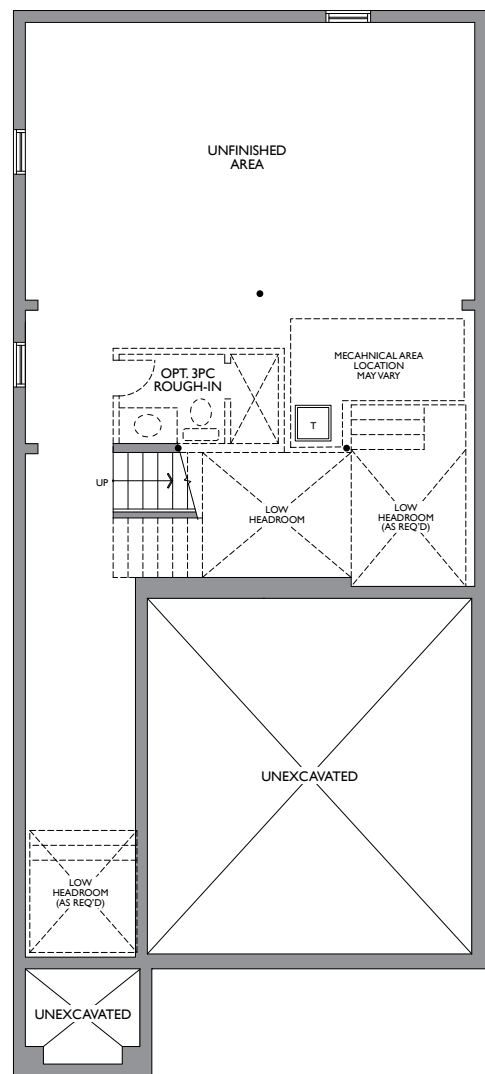 UNFINISHED
AREA
MECAHNICAL AREA
LOCATION
MAY VARY
OPT. 3PC
ROUGH-IN
T
UP
LOW
HEADROOM
LOW
HEADROOM
(AS REQ'D)
UNEXCAVATED
LOW
HEADROOM
(AS REQ'D)
UNEXCAVATED